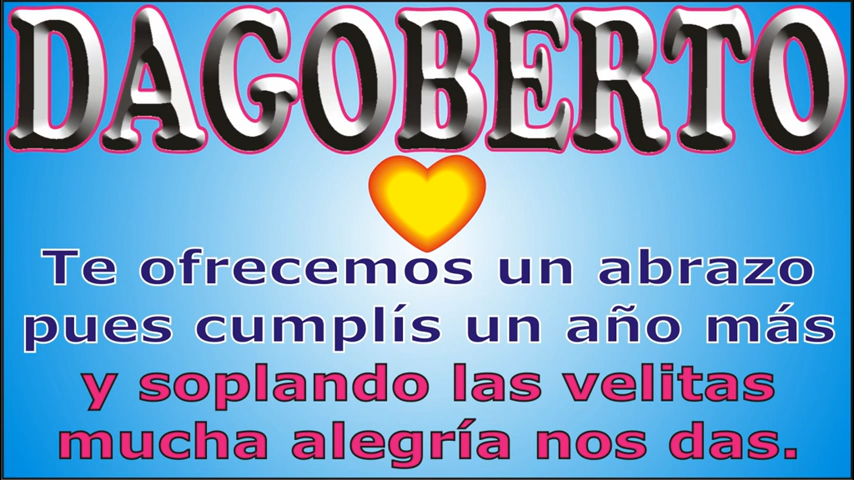 DAGOBERTO
Te ofrecemos un abrazo
pues cumplís un año más
y soplando las velitas
mucha alegría nos das.